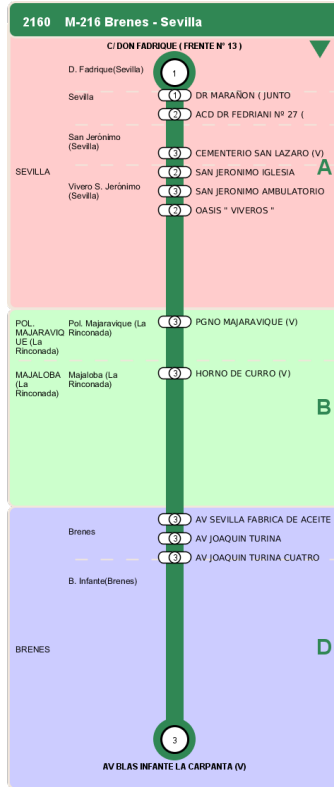 2160 M-216 Brenes - Sevilla
C/ DON FADRIQUE ( FRENTE N° 13 )
D. Fadrique(Sevilla)
1
Sevilla
1 DR MARAÑON ( JUNTO
2 ACD DR FEDRIANI Nº 27 (
San Jerònimo
(Sevilla)
3 CEMENTERIO SAN LAZARO (V)
A
SEVILLA
2 SAN JERONIMO IGLESIA
Vivero S. Jerònimo
(Sevilla)
3 SAN JERONIMO AMBULATORIO
2 OASIS " VIVEROS "
POL.
MAJARAVIQ
UE (La
Rinconada)
Pol. Majaravique (La
Rinconada)
3 PGNO MAJARAVIQUE (V)
MAJALOBA
(La
Rinconada)
Majaloba (La
Rinconada)
3 HORNO DE CURRO (V)
B
3 AV SEVILLA FABRICA DE ACEITE
Brenes
3 AV JOAQUIN TURINA
3 AV JOAQUIN TURINA CUATRO
B. Infante(Brenes)
BRENES
D
3
AV BLAS INFANTE LA CARPANTA (V)